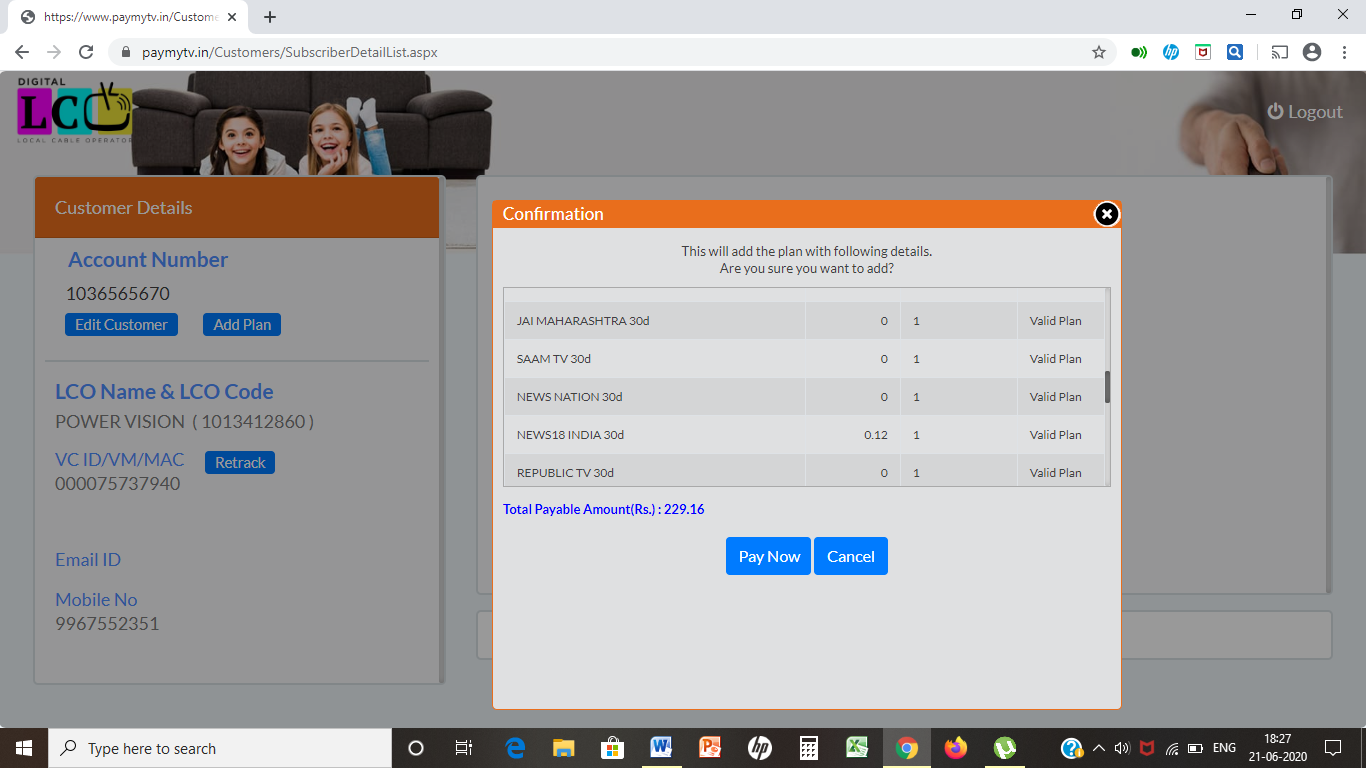 https://www.paymytv.in/Custome
paymytv.in/Customers/SubscriberDetailList.aspx
DIGITAL
LCO
LOCAL CABLE OPERATOR
Logout
Customer Details
Account Number
1036565670
Edit Customer Add Plan
LCO Name & LCO Code
POWER VISION ( 1013412860 )
VC ID/VM/MAC Retrack
000075737940
Email ID
Mobile No
9967552351
Confirmation
This will add the plan with following details.
Are you sure you want to add?
JAI MAHARASHTRA 30d 0 1 Valid Plan
SAAM TV 30d 0 1 Valid Plan
NEWS NATION 30d 0 1 Valid Plan
NEWS18 INDIA 30d 0.12 1 Valid Plan
REPUBLIC TV 30d 0 1 Valid Plan
Total Payable Amount(Rs.) : 229.16
Pay Now Cancel
Type here to search
ENG
18:27
21-06-2020